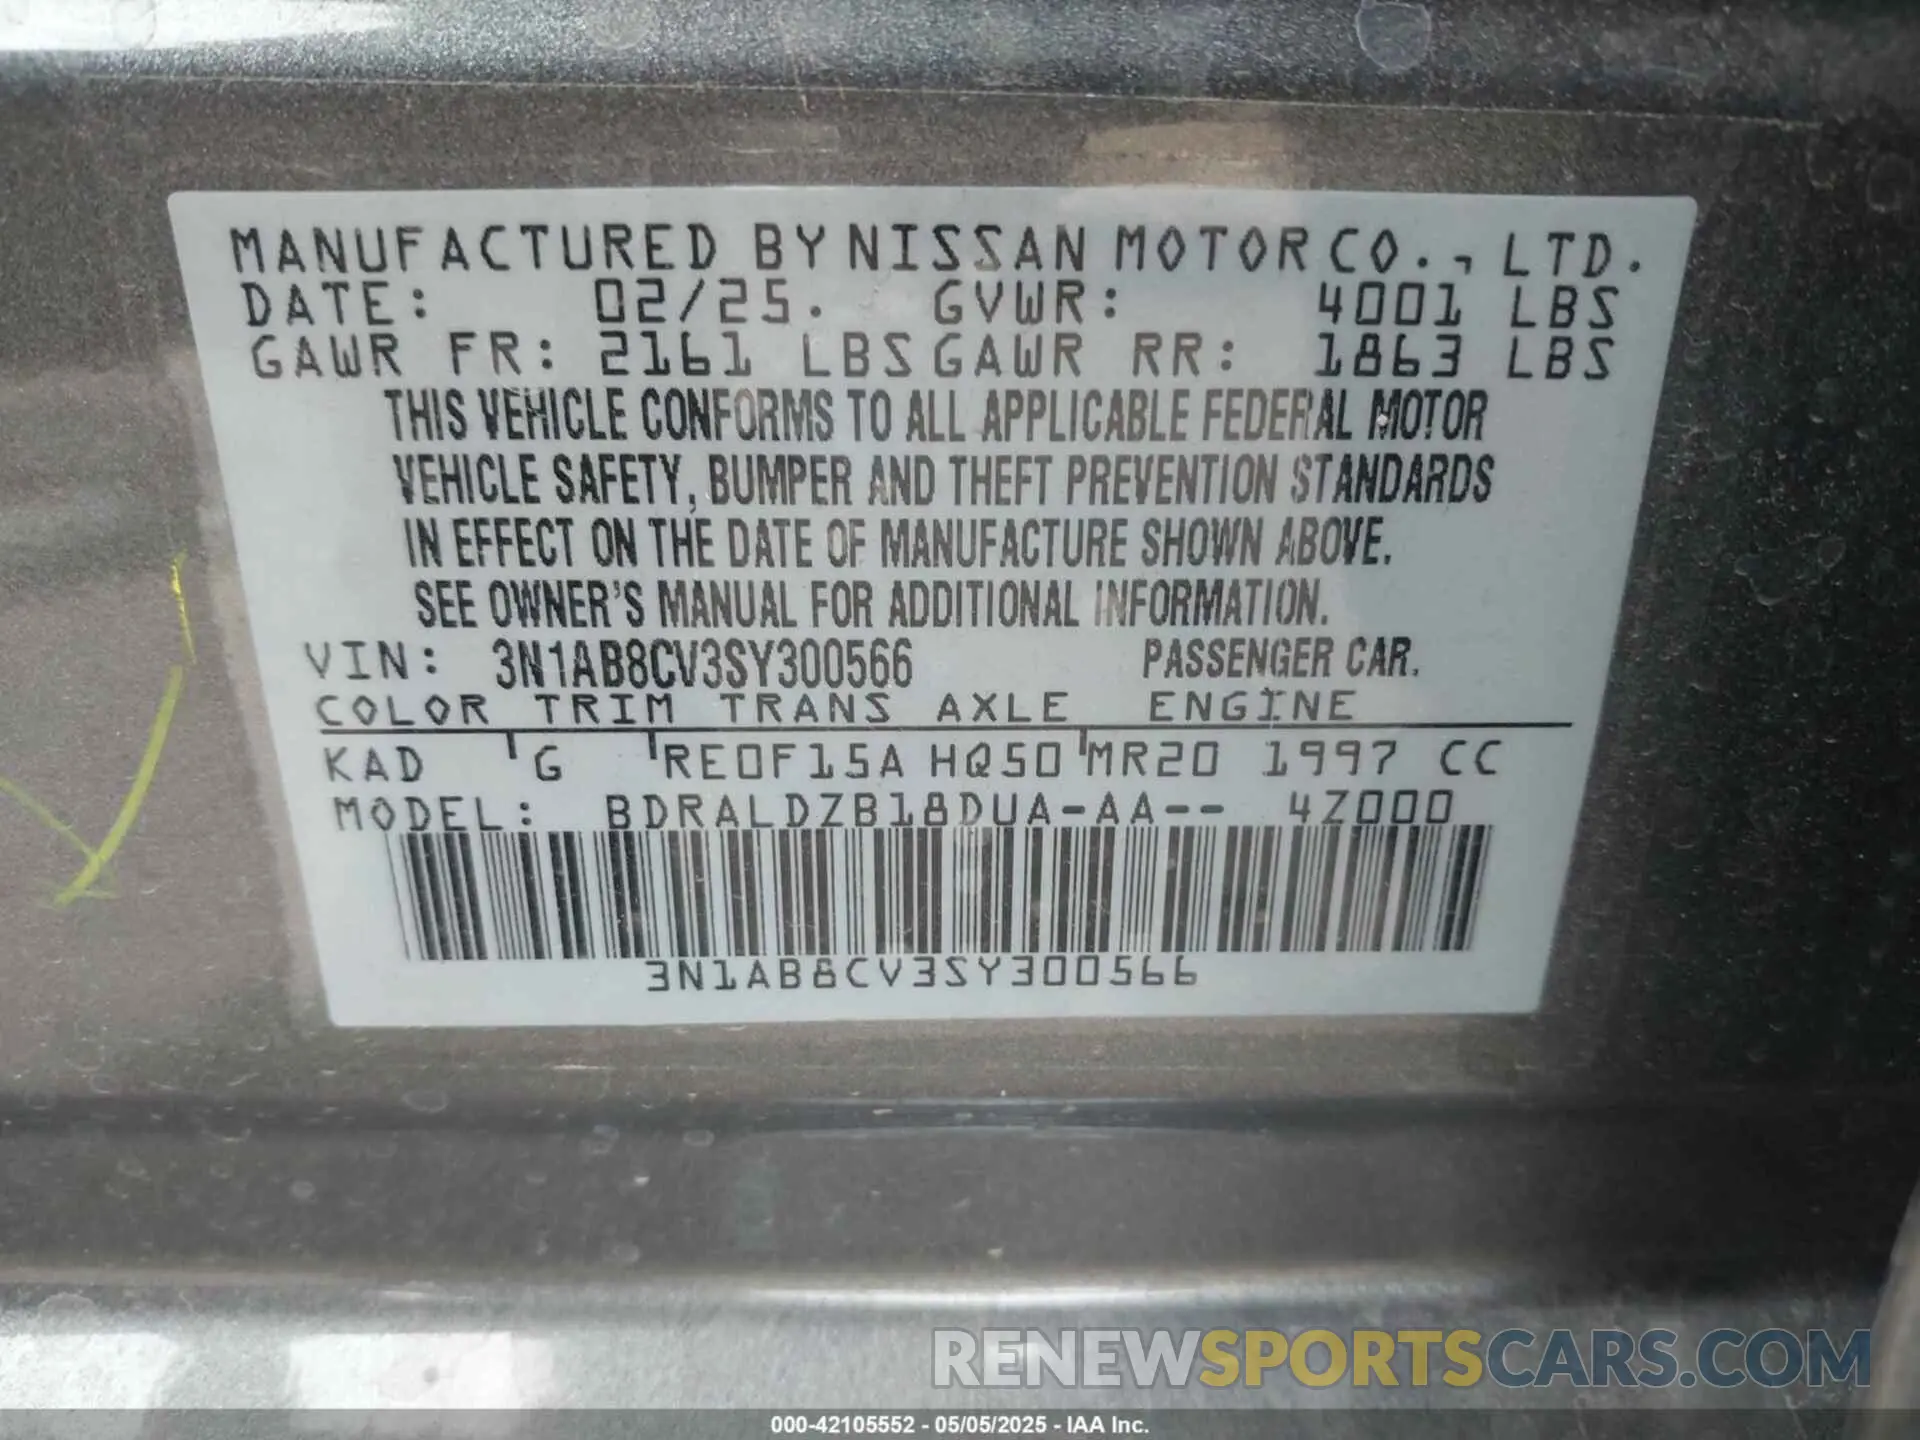 MANUFACTURED BY NISSAN MOTOR CO., LTD.
DATE: 02/25. GVWR: 4001 LBS
GAWR FR: 2161 LBS GAWR RR: 1863 LBS
THIS VEHICLE CONFORMS TO ALL APPLICABLE FEDERAL MOTOR
VEHICLE SAFETY, BUMPER AND THEFT PREVENTION STANDARDS
IN EFFECT ON THE DATE OF MANUFACTURE SHOWN ABOVE.
SEE OWNER'S MANUAL FOR ADDITIONAL INFORMATION.
VIN: 3N1AB8CV3SY300566 PASSENGER CAR.
COLOR TRIM TRANS AXLE ENGINE
KAD G RE0F15A HQ50 MR20 1997 CC
MODEL: BDRALDZB18DUA-AA-- 4Z000
3N1AB8CV3SY300566
RENEWSPORTSCARS.COM
000-42105552 - 05/05/2025 - IAA Inc.